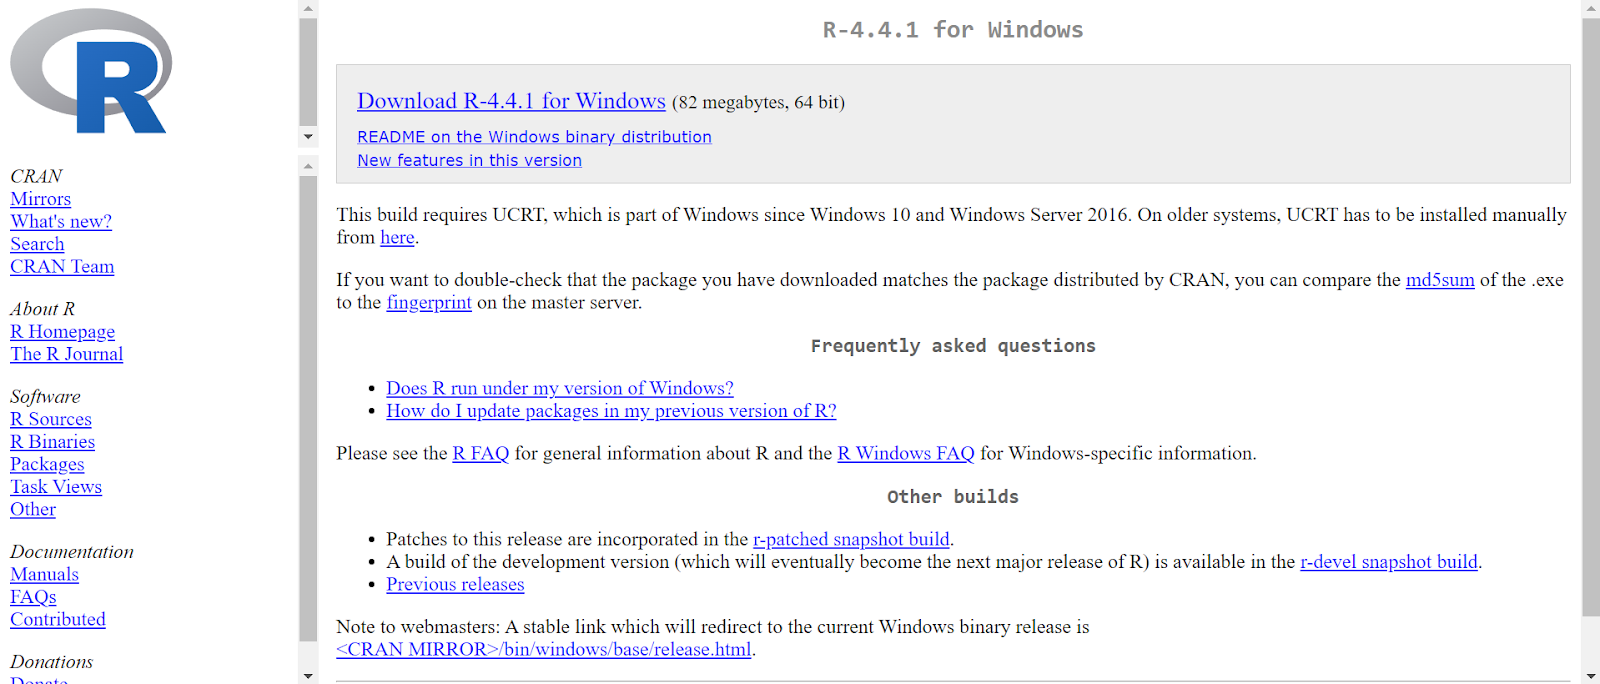 R
CRAN
Mirrors
What's new?
Search
CRAN Team
About R
R Homepage
The R Journal
Software
R Sources
R Binaries
Packages
Task Views
Other
Documentation
Manuals
FAQs
Contributed
Donations
Donate
R-4.4.1 for Windows
Download R-4.4.1 for Windows (82 megabytes, 64 bit)
README on the Windows binary distribution
New features in this version
This build requires UCRT, which is part of Windows since Windows 10 and Windows Server 2016. On older systems, UCRT has to be installed manually
from here.
If you want to double-check that the package you have downloaded matches the package distributed by CRAN, you can compare the md5sum of the .exe
to the fingerprint on the master server.
Frequently asked questions
• Does R run under my version of Windows?
• How do I update packages in my previous version of R?
Please see the R FAQ for general information about R and the R Windows FAQ for Windows-specific information.
Other builds
• Patches to this release are incorporated in the r-patched snapshot build.
• A build of the development version (which will eventually become the next major release of R) is available in the r-devel snapshot build.
• Previous releases
Note to webmasters: A stable link which will redirect to the current Windows binary release is
<CRAN MIRROR>/bin/windows/base/release.html.